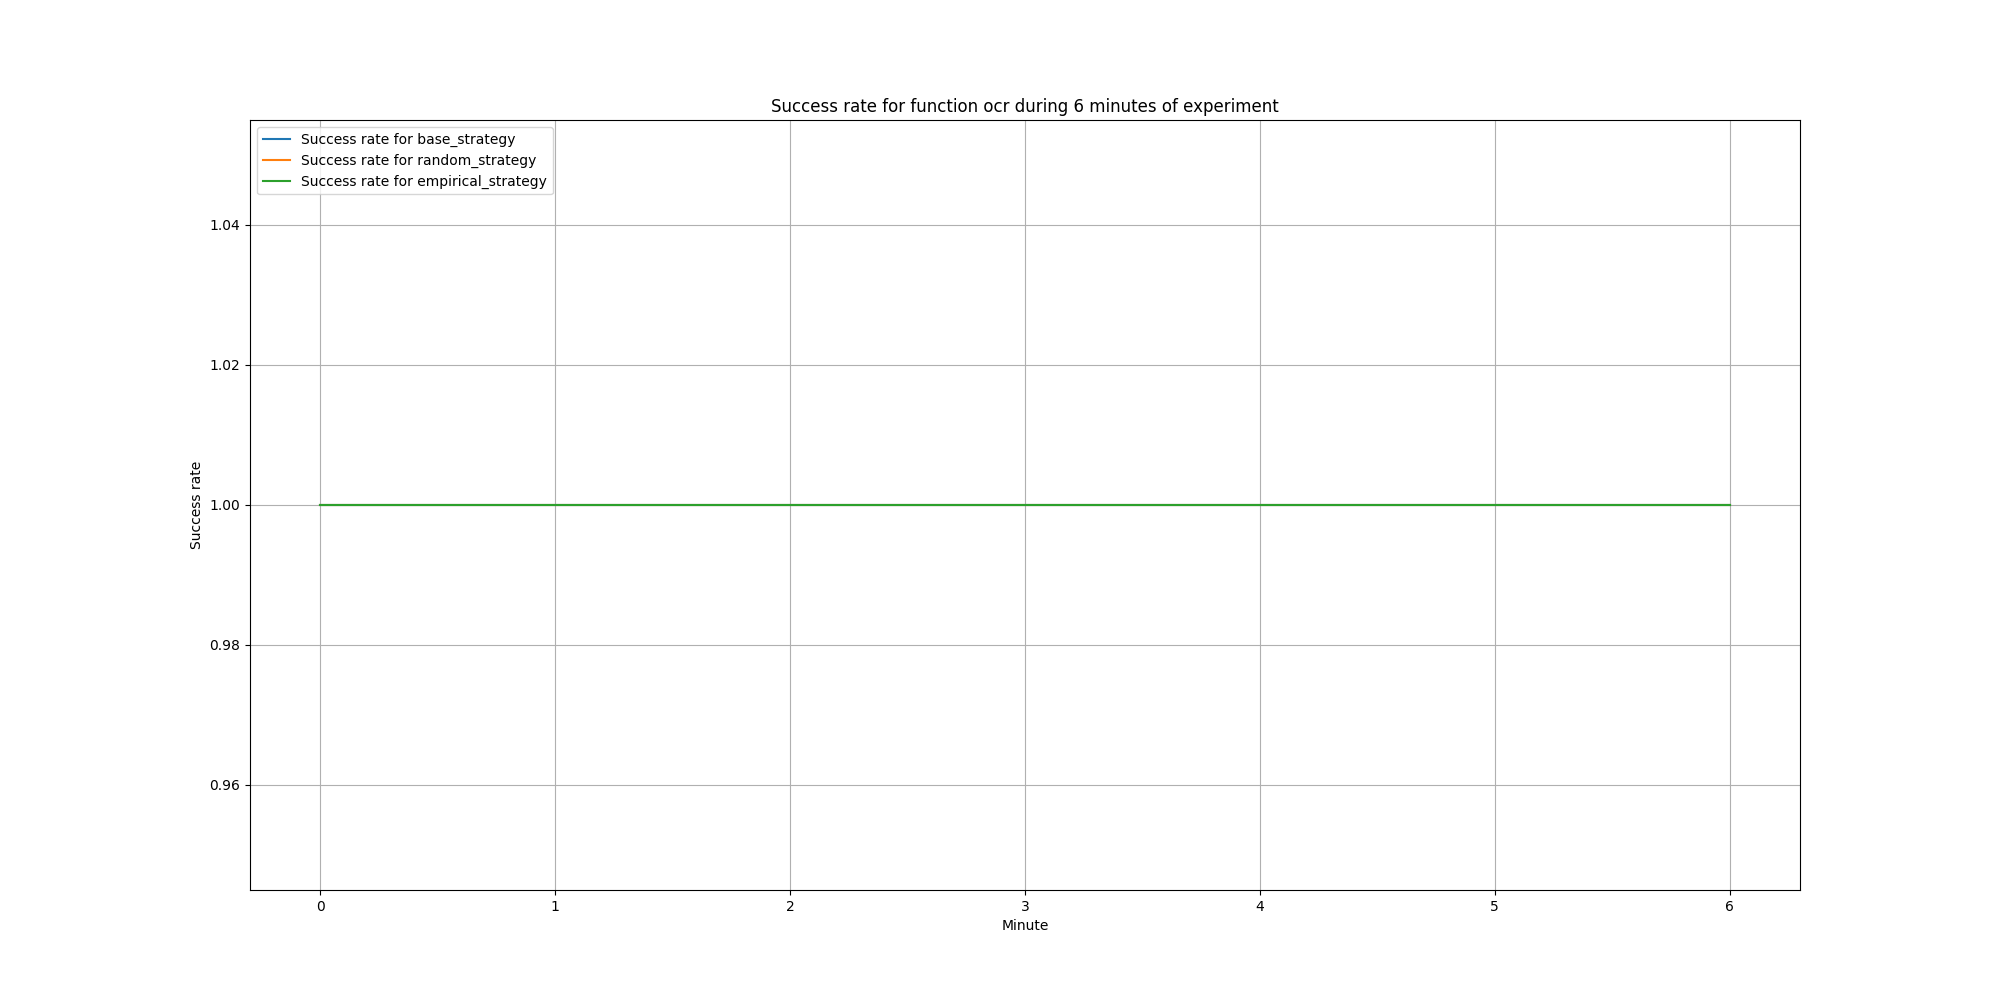 Success rate for function ocr during 6 minutes of experiment
Success rate for base_strategy
Success rate for random_strategy
Success rate for empirical_strategy
1.04
1.02
1.00
0.98
0.96
Success rate
0 1 2 3 4 5 6
Minute